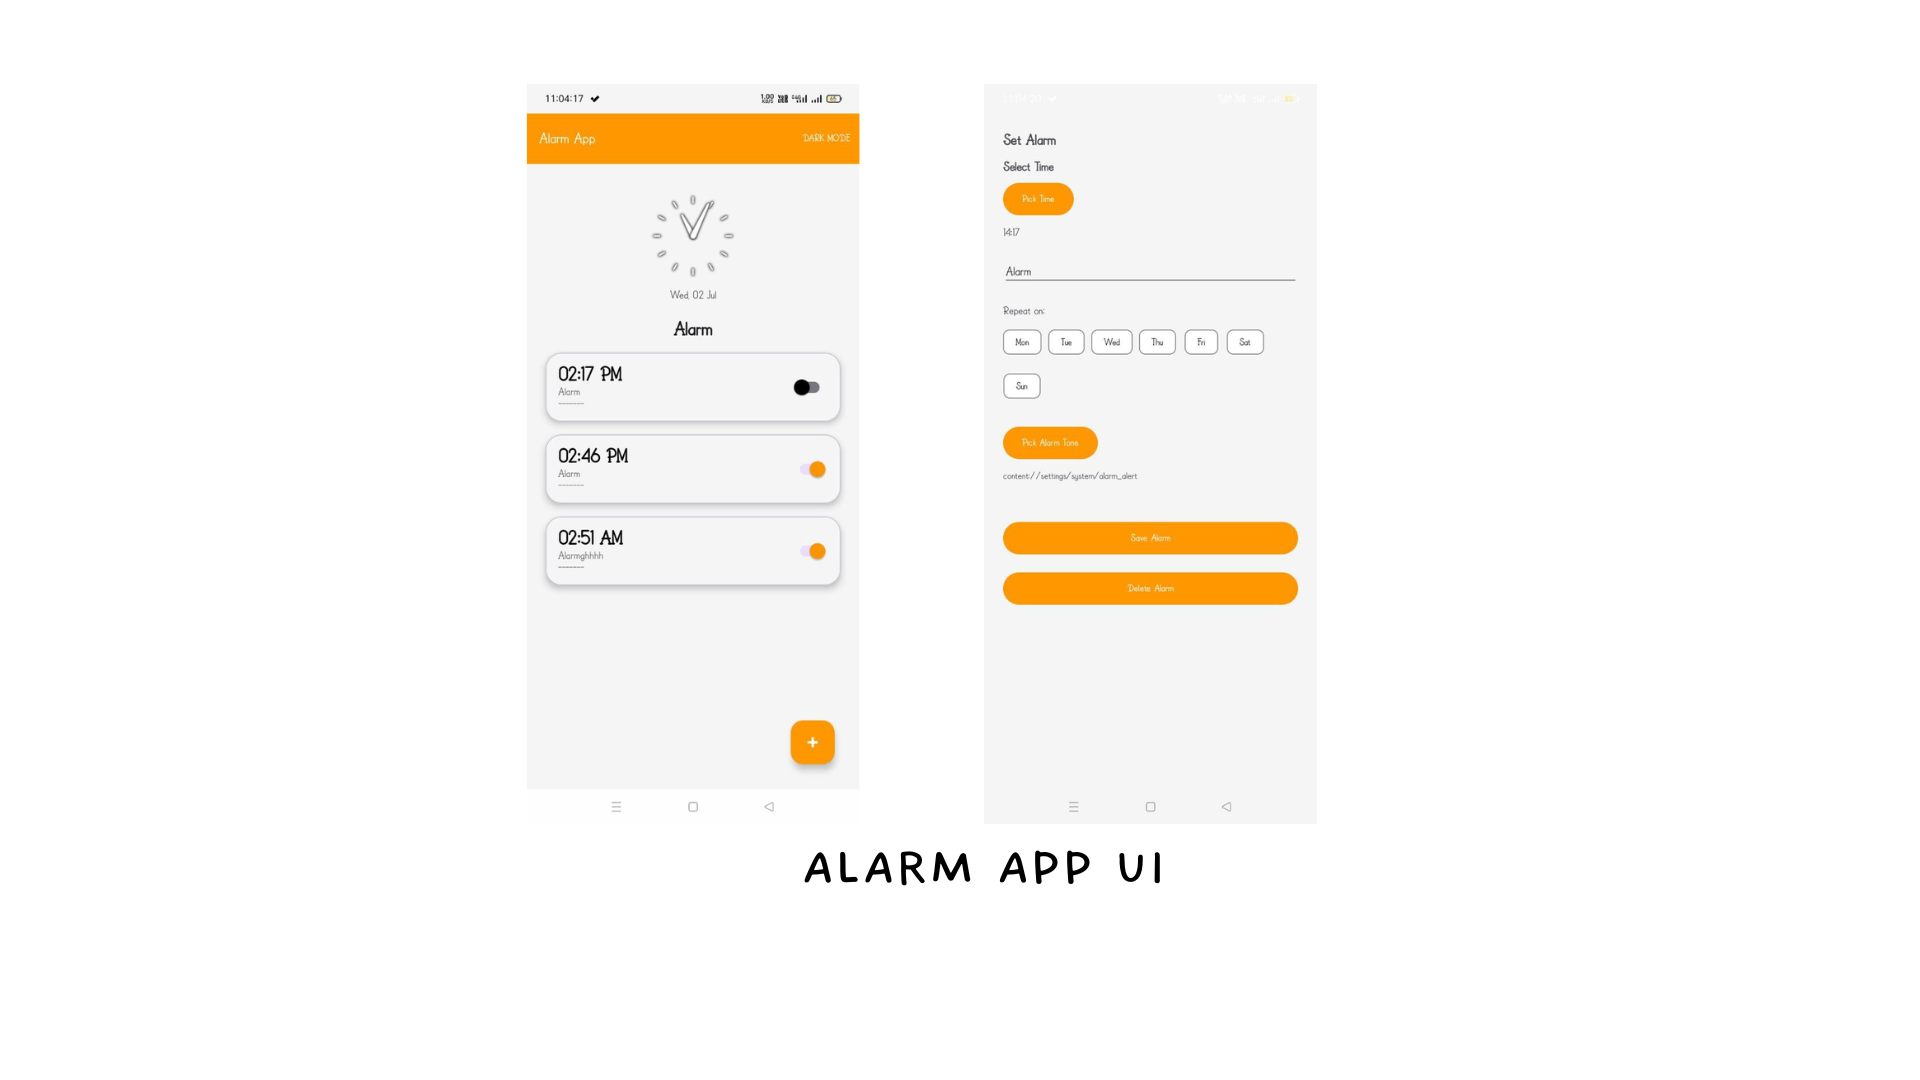 11:04:17
Alarm App
DARK MODE
Wed, 02 Jul
Alarm
02:17 PM
Alarm
-------
02:46 PM
Alarm
-------
02:51 AM
Alarmghhhh
-------
+
Set Alarm
Select Time
Pick Time
14:17
Alarm
Repeat on:
Mon Tue Wed Thu Fri Sat
Sun
Pick Alarm Tone
content://settings/system/alarm_alert
Save Alarm
Delete Alarm
ALARM APP UI